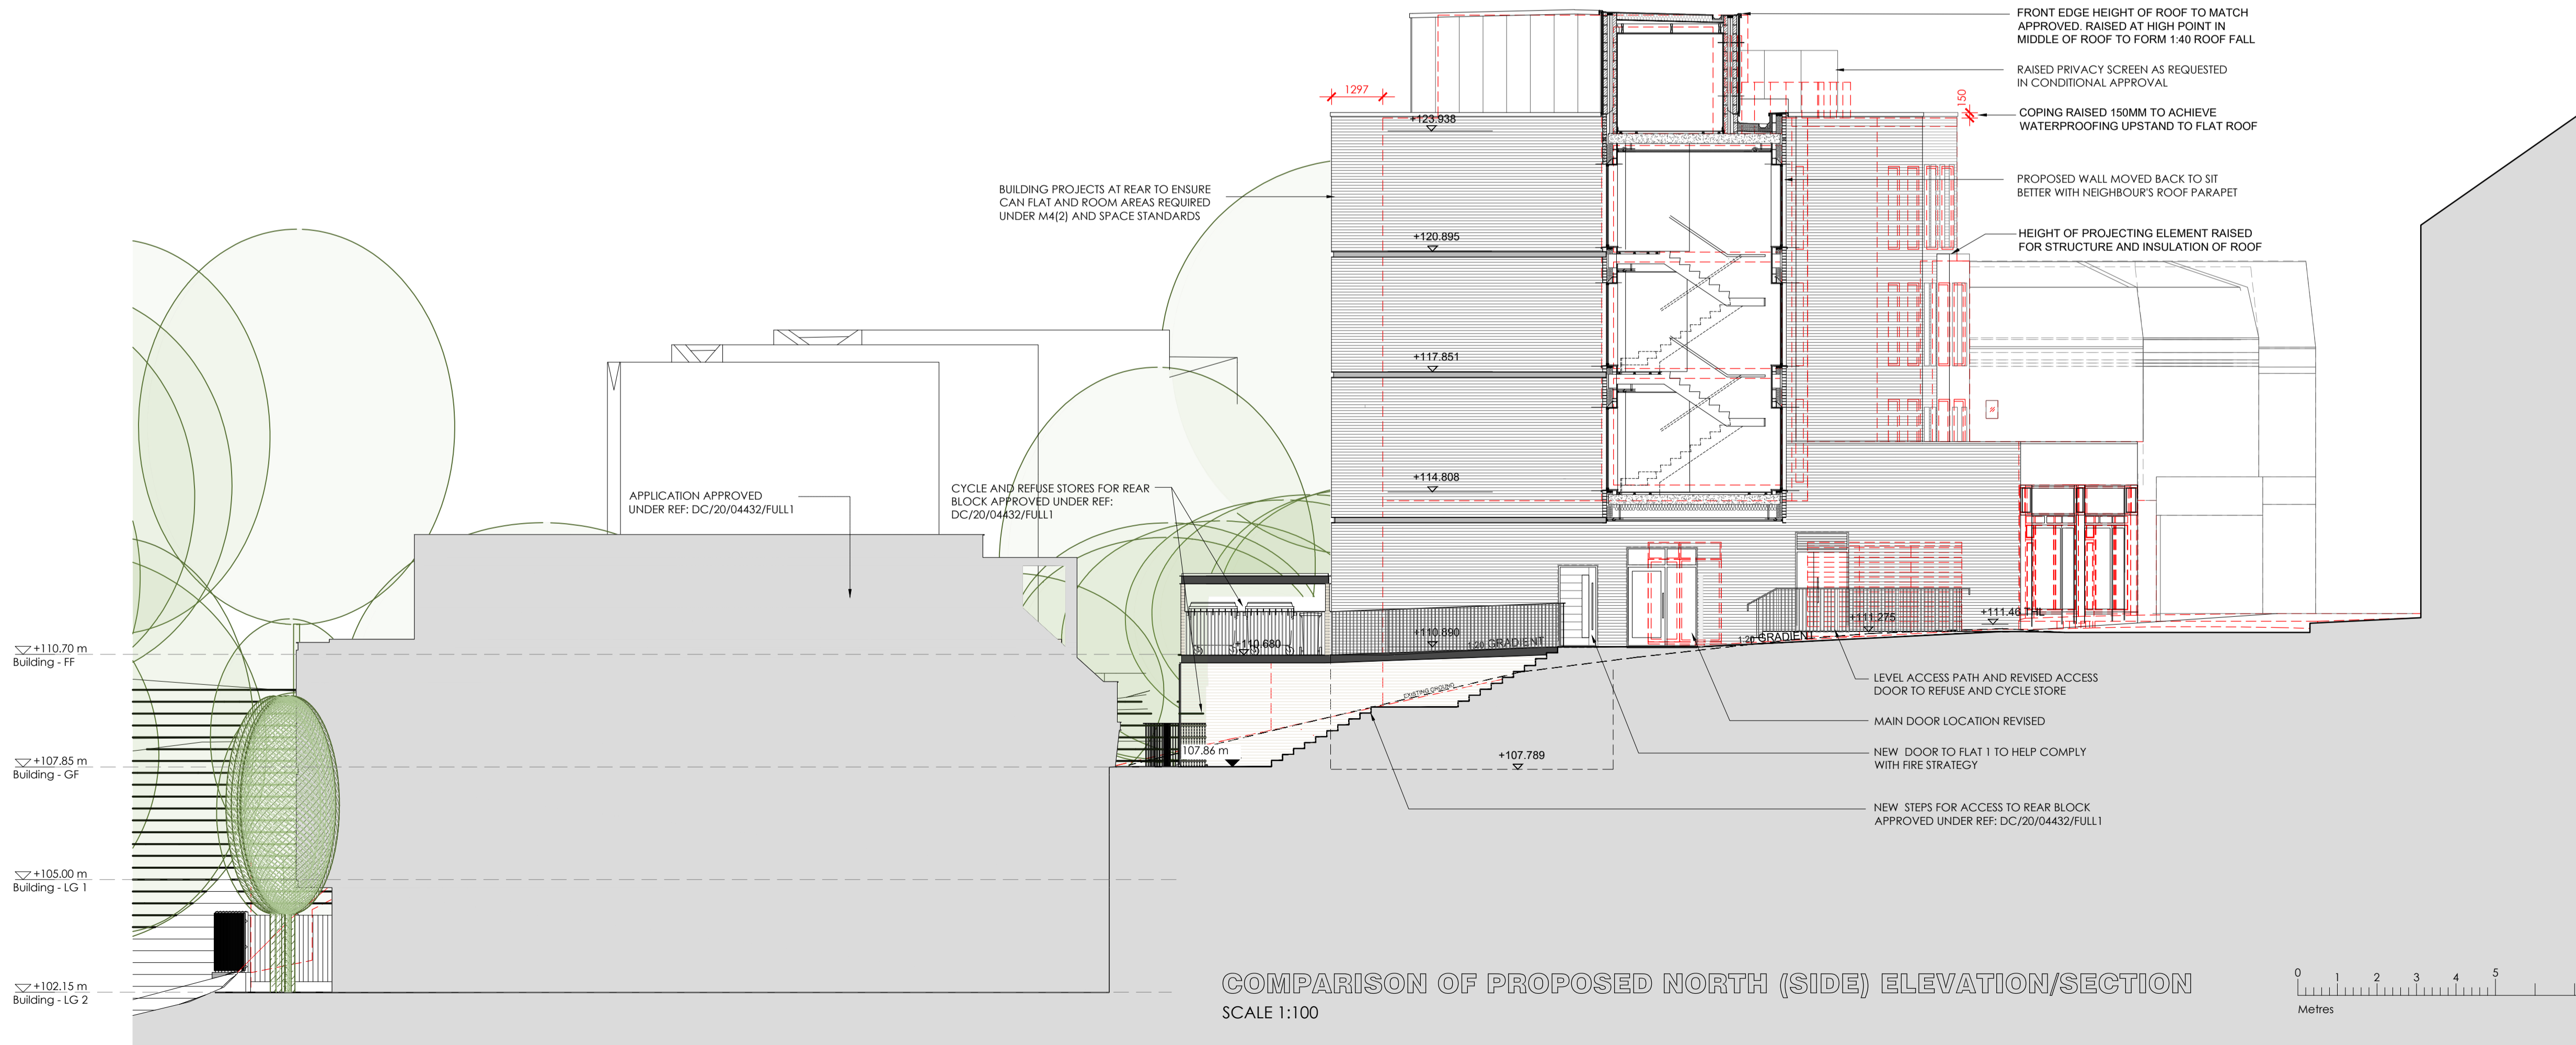 FRONT EDGE HEIGHT OF ROOF TO MATCH
APPROVED. RAISED AT HIGH POINT IN
MIDDLE OF ROOF TO FORM 1:40 ROOF FALL
RAISED PRIVACY SCREEN AS REQUESTED
IN CONDITIONAL APPROVAL
1297
150
COPING RAISED 150MM TO ACHIEVE
WATERPROOFING UPSTAND TO FLAT ROOF
+123.938
BUILDING PROJECTS AT REAR TO ENSURE
CAN FLAT AND ROOM AREAS REQUIRED
UNDER M4(2) AND SPACE STANDARDS
PROPOSED WALL MOVED BACK TO SIT
BETTER WITH NEIGHBOUR'S ROOF PARAPET
+120.895
HEIGHT OF PROJECTING ELEMENT RAISED
FOR STRUCTURE AND INSULATION OF ROOF
+117.851
+114.808
APPLICATION APPROVED
UNDER REF: DC/20/04432/FULL1
CYCLE AND REFUSE STORES FOR REAR
BLOCK APPROVED UNDER REF:
DC/20/04432/FULL1
+110.680
+110.890
1:20 GRADIENT
1:20 GRADIENT
+111.275
+111.46 THL
+110.70 m
Building - FF
EXISTING GROUND
LEVEL ACCESS PATH AND REVISED ACCESS
DOOR TO REFUSE AND CYCLE STORE
MAIN DOOR LOCATION REVISED
107.86 m
+107.789
NEW DOOR TO FLAT 1 TO HELP COMPLY
WITH FIRE STRATEGY
+107.85 m
Building - GF
NEW STEPS FOR ACCESS TO REAR BLOCK
APPROVED UNDER REF: DC/20/04432/FULL1
+105.00 m
Building - LG 1
+102.15 m
Building - LG 2
COMPARISON OF PROPOSED NORTH (SIDE) ELEVATION/SECTION
SCALE 1:100
0 1 2 3 4 5
Metres